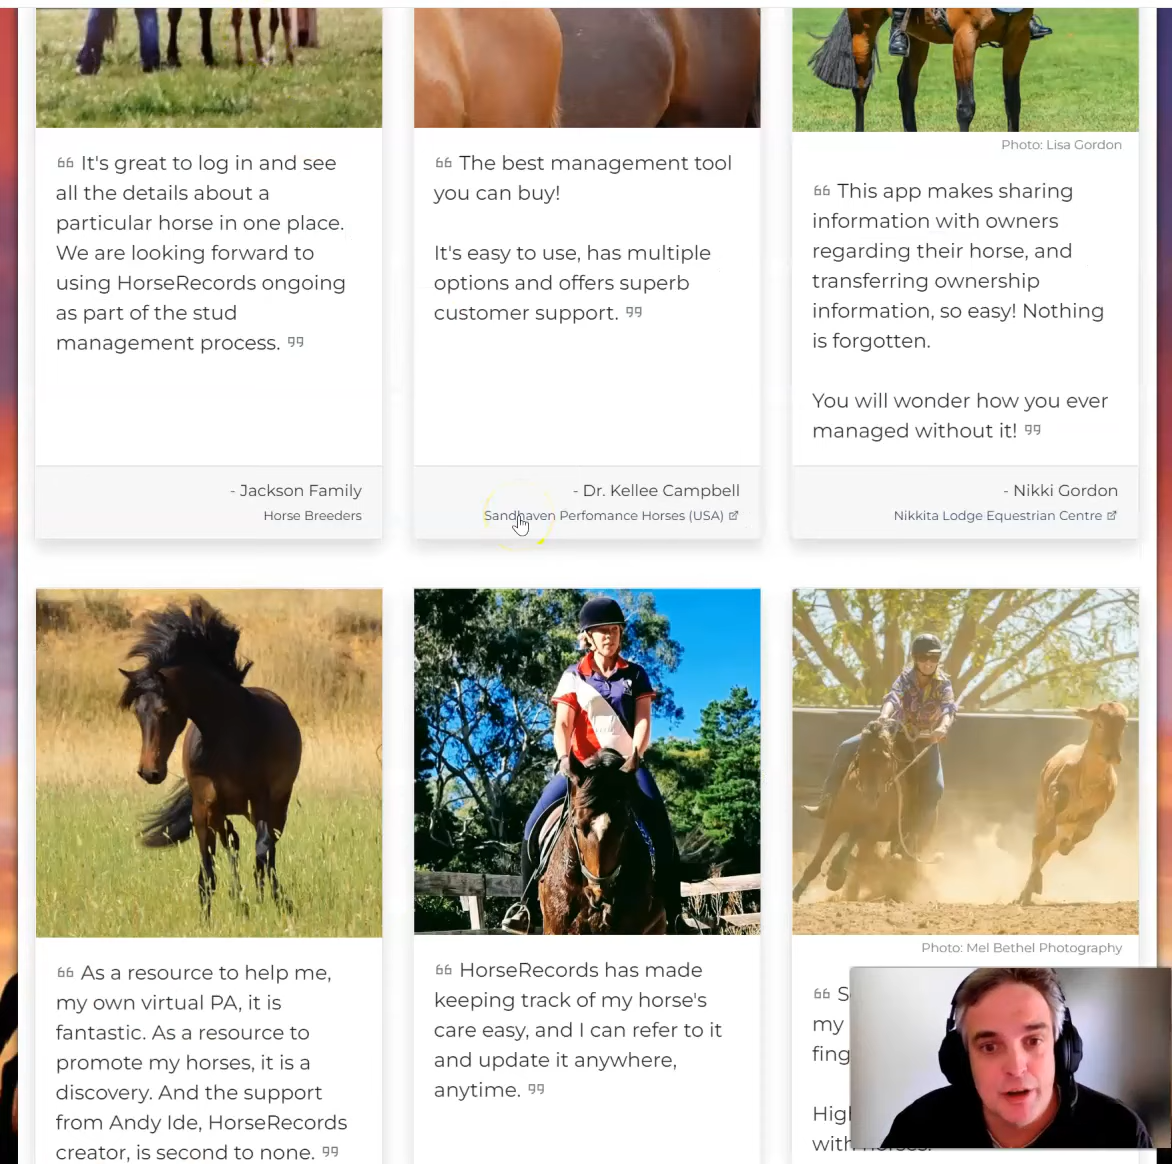 ❝ It's great to log in and see
all the details about a
particular horse in one place.
We are looking forward to
using HorseRecords ongoing
as part of the stud
management process. ❞
- Jackson Family
Horse Breeders
❝ The best management tool
you can buy!
It's easy to use, has multiple
options and offers superb
customer support. ❞
- Dr. Kellee Campbell
Sandhaven Perfomance Horses (USA)
Photo: Lisa Gordon
❝ This app makes sharing
information with owners
regarding their horse, and
transferring ownership
information, so easy! Nothing
is forgotten.
You will wonder how you ever
managed without it! ❞
- Nikki Gordon
Nikkita Lodge Equestrian Centre
❝ As a resource to help me,
my own virtual PA, it is
fantastic. As a resource to
promote my horses, it is a
discovery. And the support
from Andy Ide, HorseRecords
creator, is second to none. ❞
❝ HorseRecords has made
keeping track of my horse's
care easy, and I can refer to it
and update it anywhere,
anytime. ❞
Photo: Mel Bethel Photography
my
with horses.